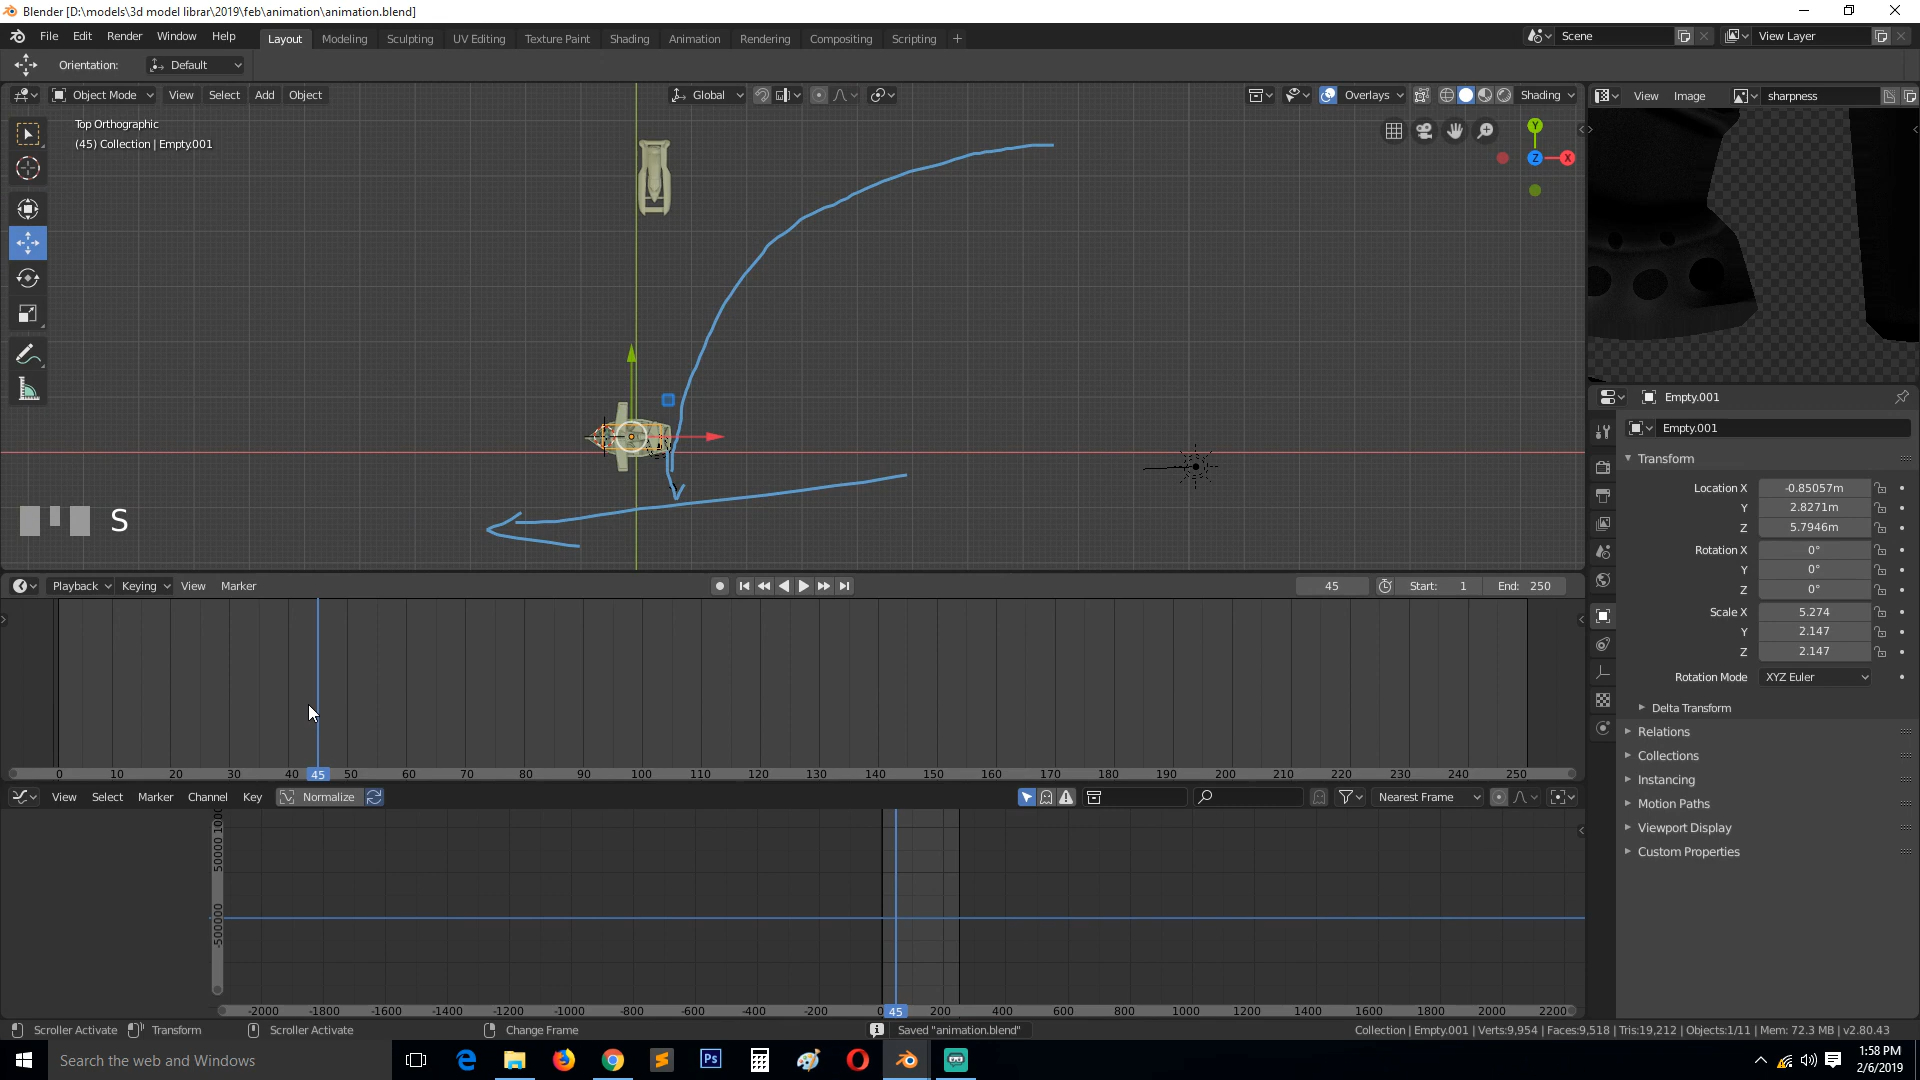 Blender [D:\models\3d model librar\2019\feb\animation\animation.blend]
File Edit Render Window Help Layout Modeling Sculpting UV Editing Texture Paint Shading Animation Rendering Compositing Scripting + Scene View Layer
Orientation: Default
Object Mode View Select Add Object Global Overlays Shading View Image sharpness
Top Orthographic
(45) Collection | Empty.001
Y
Z X
S
Empty.001
Empty.001
Transform
Location X -0.85057m
Y 2.8271m
Z 5.7946m
Rotation X 0°
Y 0°
Z 0°
Scale X 5.274
Y 2.147
Z 2.147
Rotation Mode XYZ Euler
Delta Transform
Relations
Collections
Instancing
Motion Paths
Viewport Display
Custom Properties
Playback Keying View Marker 45 Start: 1 End: 250
0 10 20 30 40 45 50 60 70 80 90 100 110 120 130 140 150 160 170 180 190 200 210 220 230 240 250
View Select Marker Channel Key Normalize Nearest Frame
-2000 -1800 -1600 -1400 -1200 -1000 -800 -600 -400 -200 0 45 200 400 600 800 1000 1200 1400 1600 1800 2000 2200
Scroller Activate Transform Scroller Activate Change Frame Saved "animation.blend" Collection | Empty.001 | Verts:9,954 | Faces:9,518 | Tris:19,212 | Objects:1/11 | Mem: 72.3 MB | v2.80.43
Search the web and Windows
Ps
1:58 PM
2/6/2019